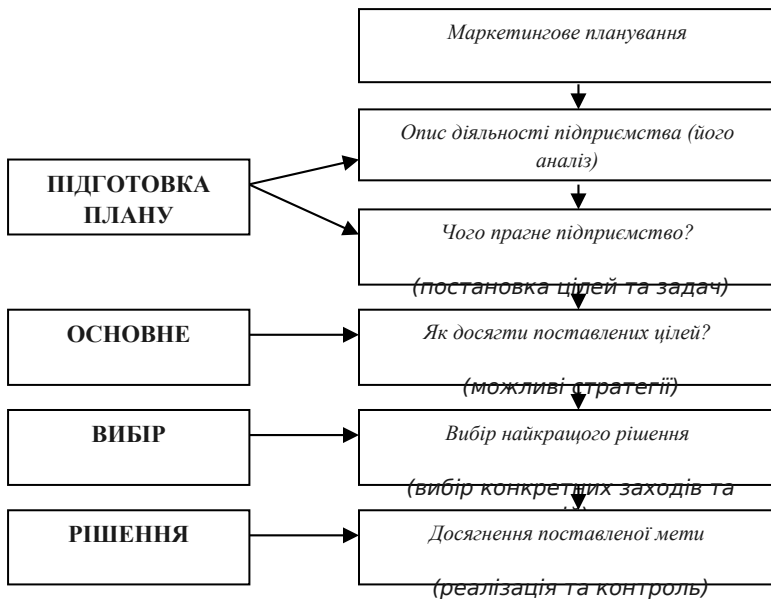 Маркетингове планування
Опис діяльності підприємства (його
аналіз)
ПІДГОТОВКА
ПЛАНУ
Чого прагне підприємство?
(постановка цілей та задач)
ОСНОВНЕ
Як досягти поставлених цілей?
(можливі стратегії)
ВИБІР
Вибір найкращого рішення
(вибір конкретних заходів та
РІШЕННЯ
Досягнення поставленої мети
(реалізація та контроль)